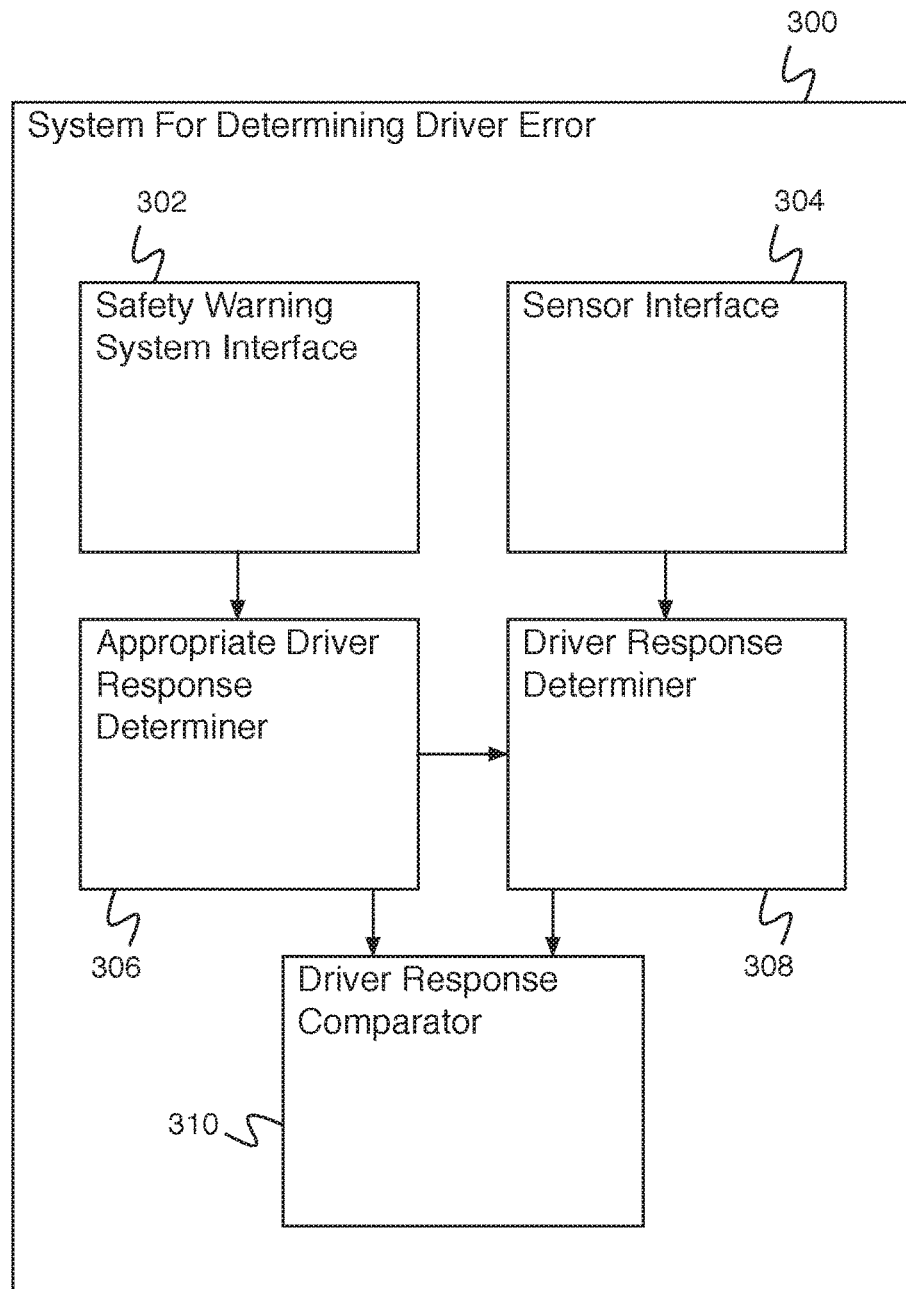 300
System For Determining Driver Error
302
304
Safety Warning
System Interface
Sensor Interface
Appropriate Driver
Response
Determiner
Driver Response
Determiner
306
308
Driver Response
Comparator
310